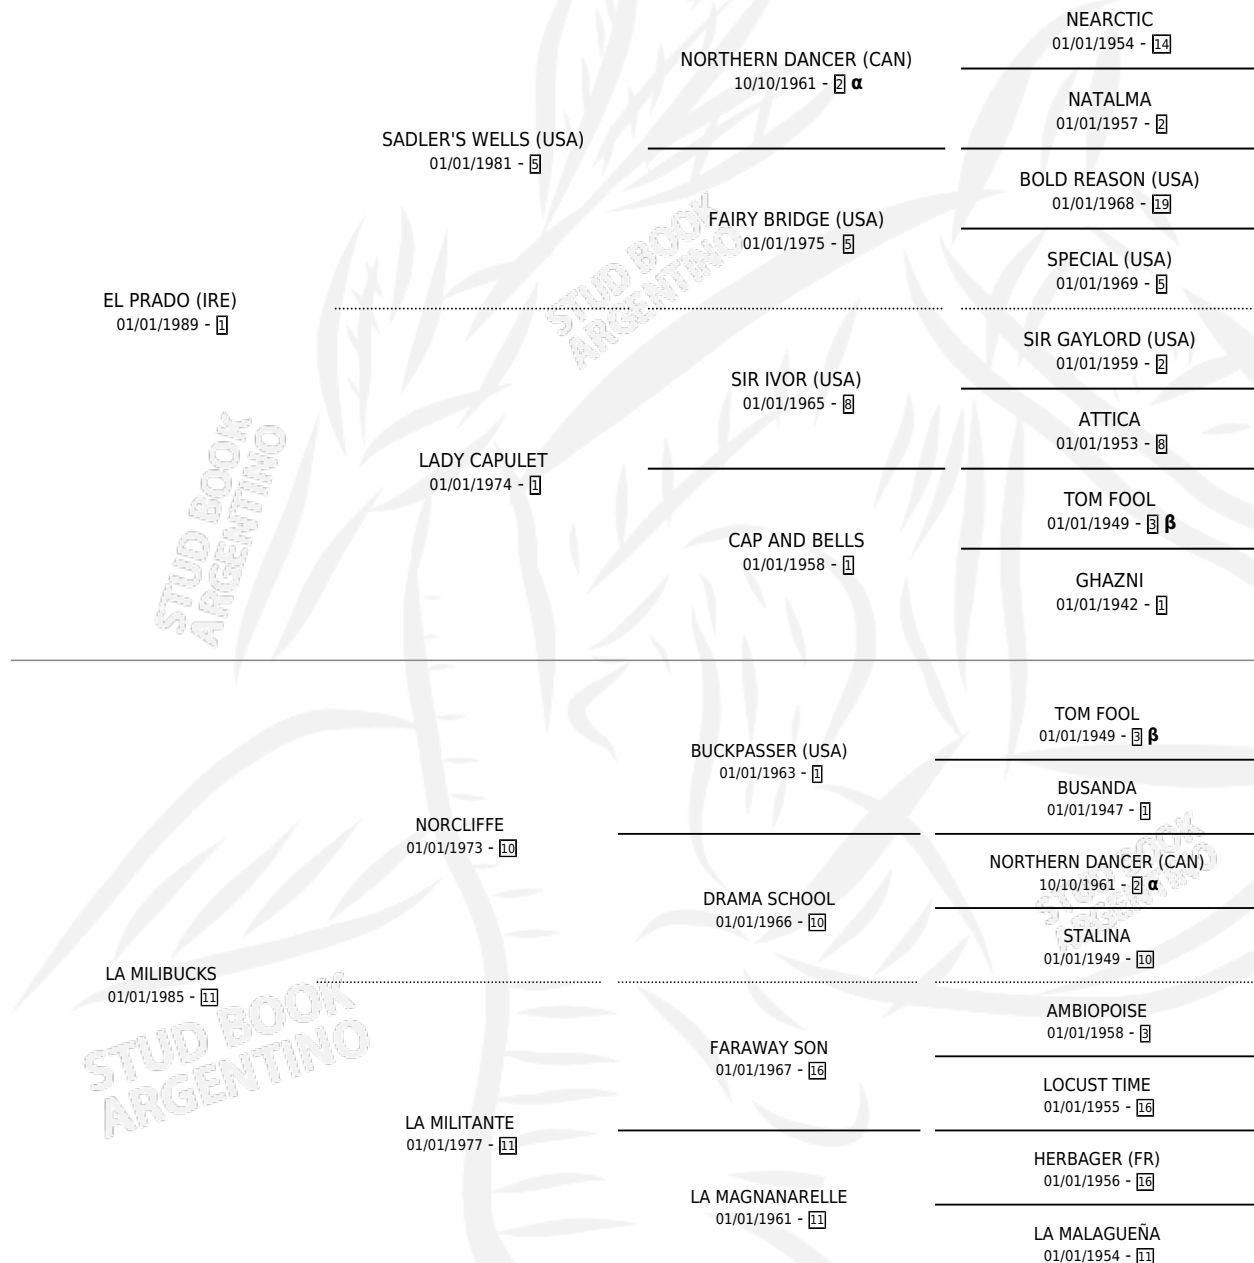 NEARCTIC
01/01/1954 - 14
NORTHERN DANCER (CAN)
10/10/1961 - 2 α
NATALMA
01/01/1957 - 2
SADLER'S WELLS (USA)
01/01/1981 - 5
BOLD REASON (USA)
01/01/1968 - 19
FAIRY BRIDGE (USA)
01/01/1975 - 5
SPECIAL (USA)
01/01/1969 - 5
EL PRADO (IRE)
01/01/1989 - 1
SIR GAYLORD (USA)
01/01/1959 - 2
SIR IVOR (USA)
01/01/1965 - 8
ATTICA
01/01/1953 - 8
LADY CAPULET
01/01/1974 - 1
TOM FOOL
01/01/1949 - 3 β
CAP AND BELLS
01/01/1958 - 1
GHAZNI
01/01/1942 - 1
TOM FOOL
01/01/1949 - 3 β
BUCKPASSER (USA)
01/01/1963 - 1
BUSANDA
01/01/1947 - 1
NORCLIFFE
01/01/1973 - 10
NORTHERN DANCER (CAN)
10/10/1961 - 2 α
DRAMA SCHOOL
01/01/1966 - 10
STALINA
01/01/1949 - 10
LA MILIBUCKS
01/01/1985 - 11
AMBIOPOISE
01/01/1958 - 3
FARAWAY SON
01/01/1967 - 16
LOCUST TIME
01/01/1955 - 16
LA MILITANTE
01/01/1977 - 11
HERBAGER (FR)
01/01/1956 - 16
LA MAGNANARELLE
01/01/1961 - 11
LA MALAGUEÑA
01/01/1954 - 11
STUD BOOK
ARGENTINO
STUD BOOK
ARGENTINO
STUD BOOK
ARGENTINO
STUD BOOK
ARGENTINO